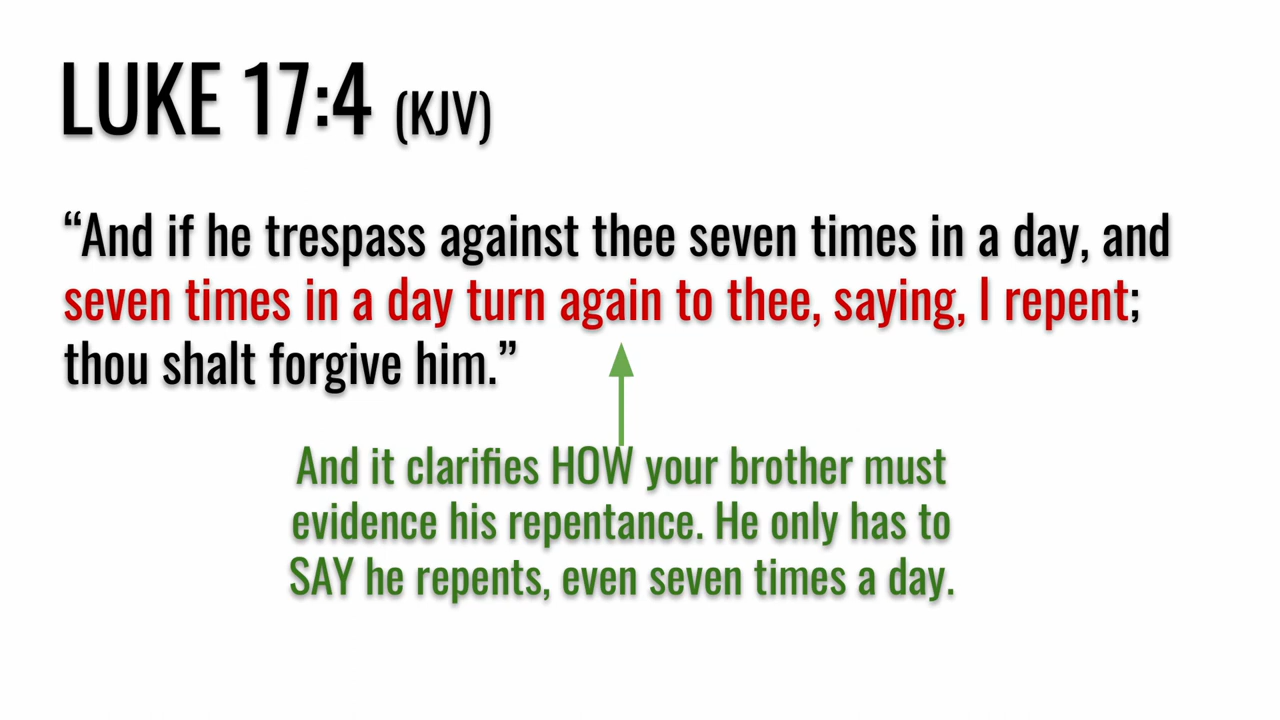 LUKE 17:4 (KJV)
“And if he trespass against thee seven times in a day, and
seven times in a day turn again to thee, saying, I repent;
thou shalt forgive him.”
And it clarifies HOW your brother must
evidence his repentance. He only has to
SAY he repents, even seven times a day.